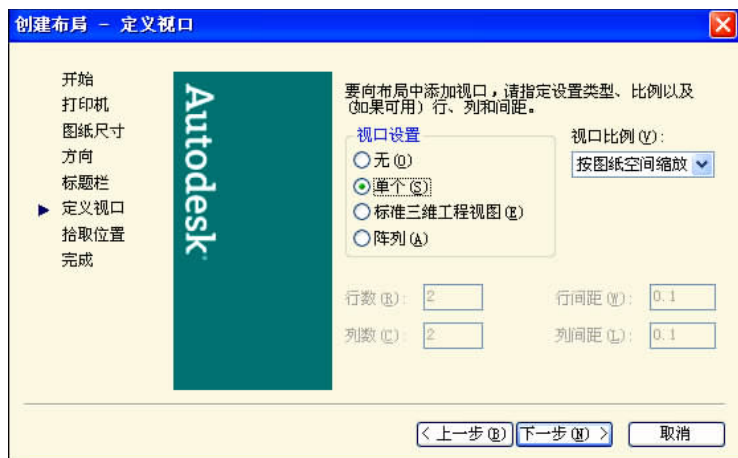 创建布局 - 定义视口
开始
打印机
图纸尺寸
方向
标题栏
定义视口
拾取位置
完成
Autodesk
要向布局中添加视口，请指定设置类型、比例以及
(如果可用) 行、列和间距。
视口设置
无(O)
单个(S)
标准三维工程视图(E)
阵列(A)
视口比例(V):
按图纸空间缩放
行数(R): 2
行间距(W): 0.1
列数(C): 2
列间距(L): 0.1
< 上一步(B)
下一步(N) >
取消